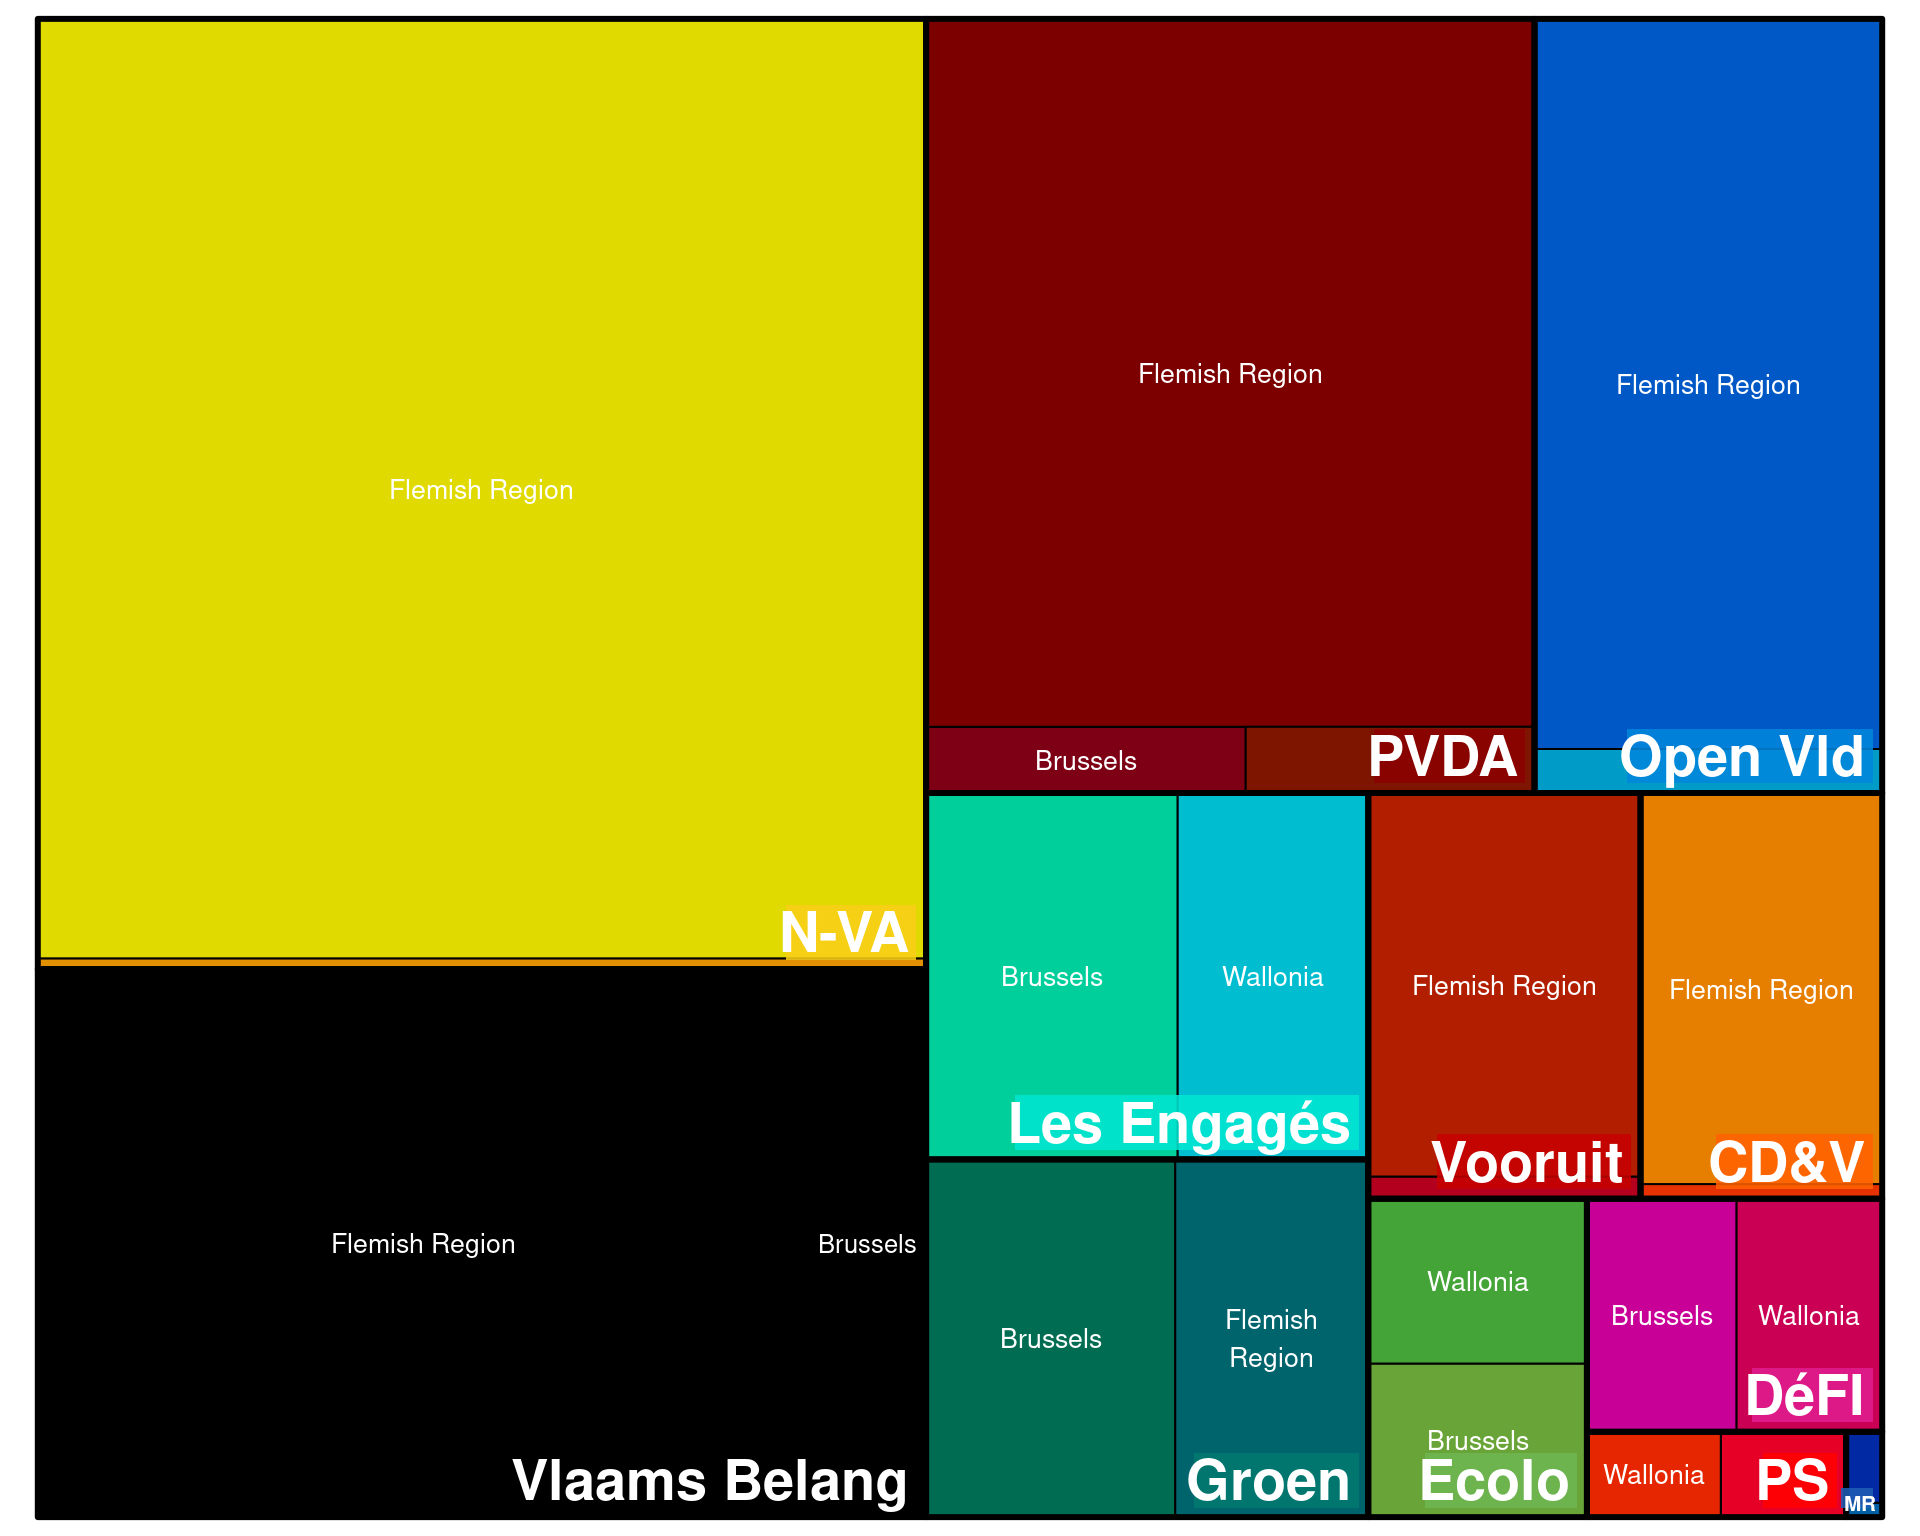 Flemish Region
N-VA
Flemish Region
Brussels
Vlaams Belang
Flemish Region
Brussels
PVDA
Flemish Region
Open Vld
Brussels
Wallonia
Les Engagés
Brussels
Flemish
Region
Groen
Flemish Region
Vooruit
Flemish Region
CD&V
Wallonia
Brussels
Ecolo
Brussels
Wallonia
DéFI
Wallonia
PS
MR